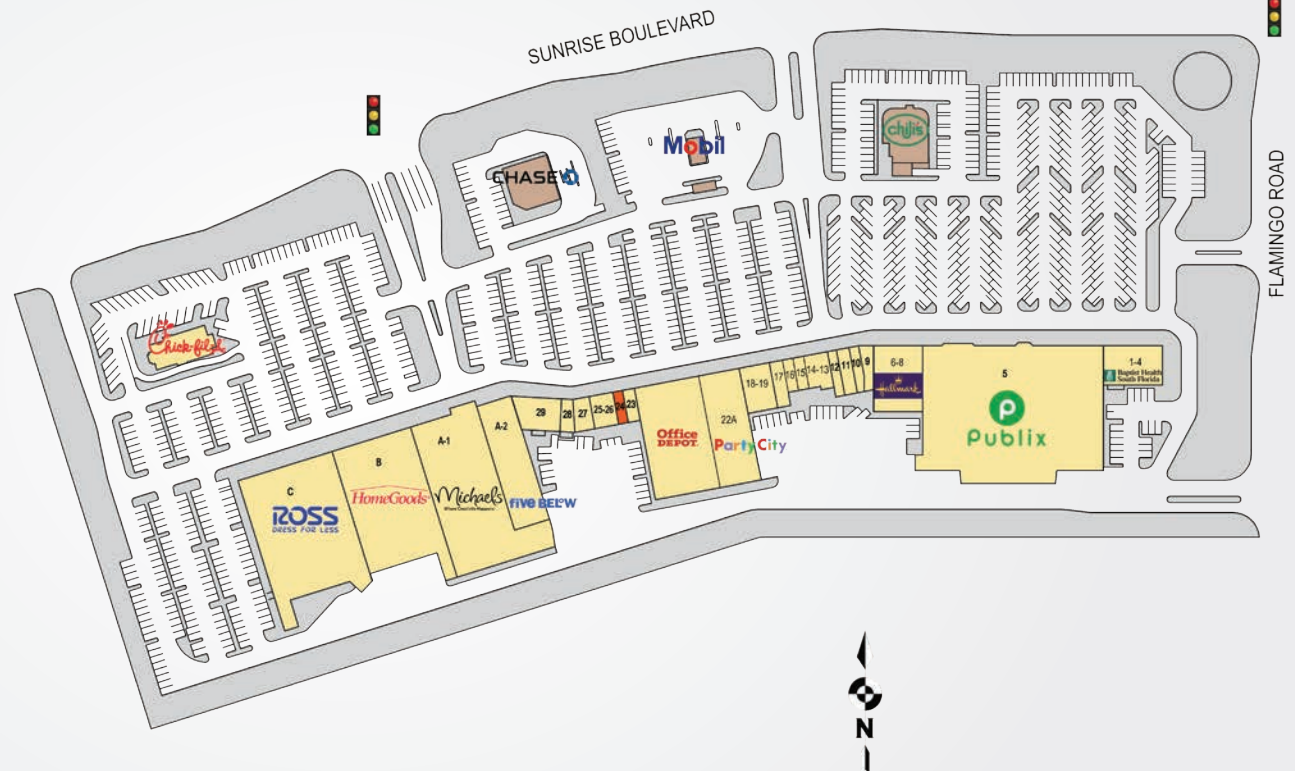 SUNRISE BOULEVARD
FLAMINGO ROAD
chili's
Mobil
CHASE
Chick-fil-A
1-4
Baptist Health
South Florida
5
Publix
6-8
Hallmark
9
10
11
12
14-13
15
16
17
18-19
22A
Party City
Office
DEPOT
23
24
25-26
27
28
29
A-2
five BELOW
A-1
Michaels
B
HomeGoods
C
ROSS
DRESS FOR LESS
N